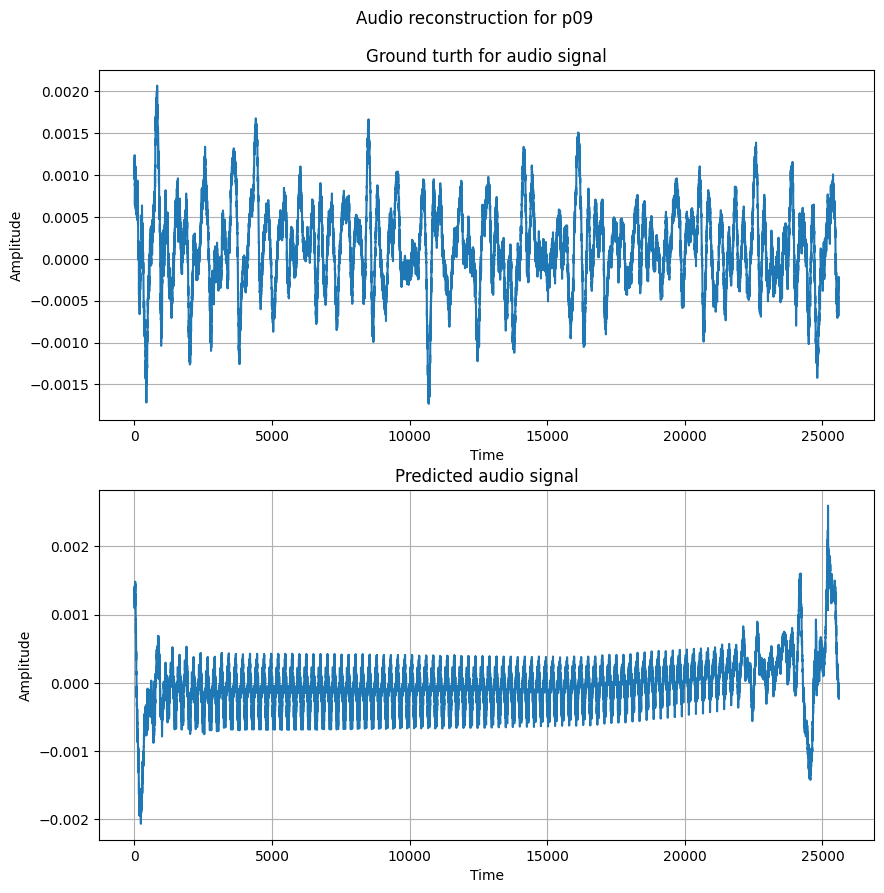 Audio reconstruction for p09
Ground turth for audio signal
0.0020
0.0015
0.0010
0.0005
0.0000
−0.0005
−0.0010
−0.0015
Amplitude
0 5000 10000 15000 20000 25000
Time
Predicted audio signal
0.002
0.001
0.000
−0.001
−0.002
Amplitude
0 5000 10000 15000 20000 25000
Time